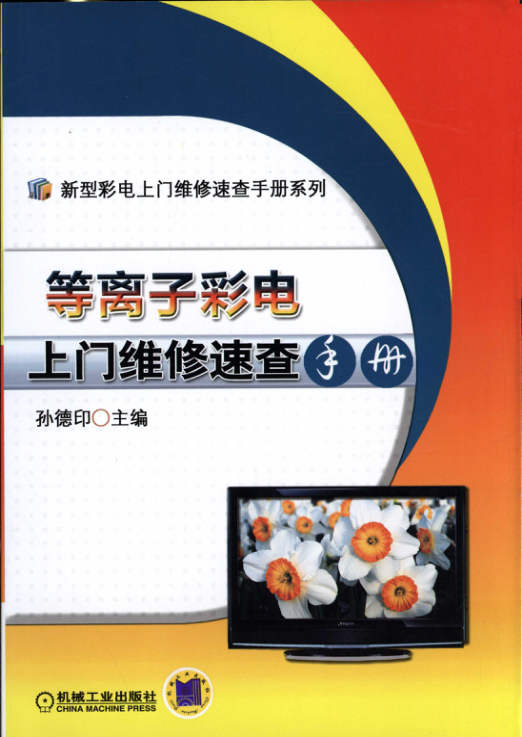 新型彩电上门维修速查手册系列
等离子彩电
上门维修速查手册
孙德印〇主编
机械工业出版社
CHINA MACHINE PRESS